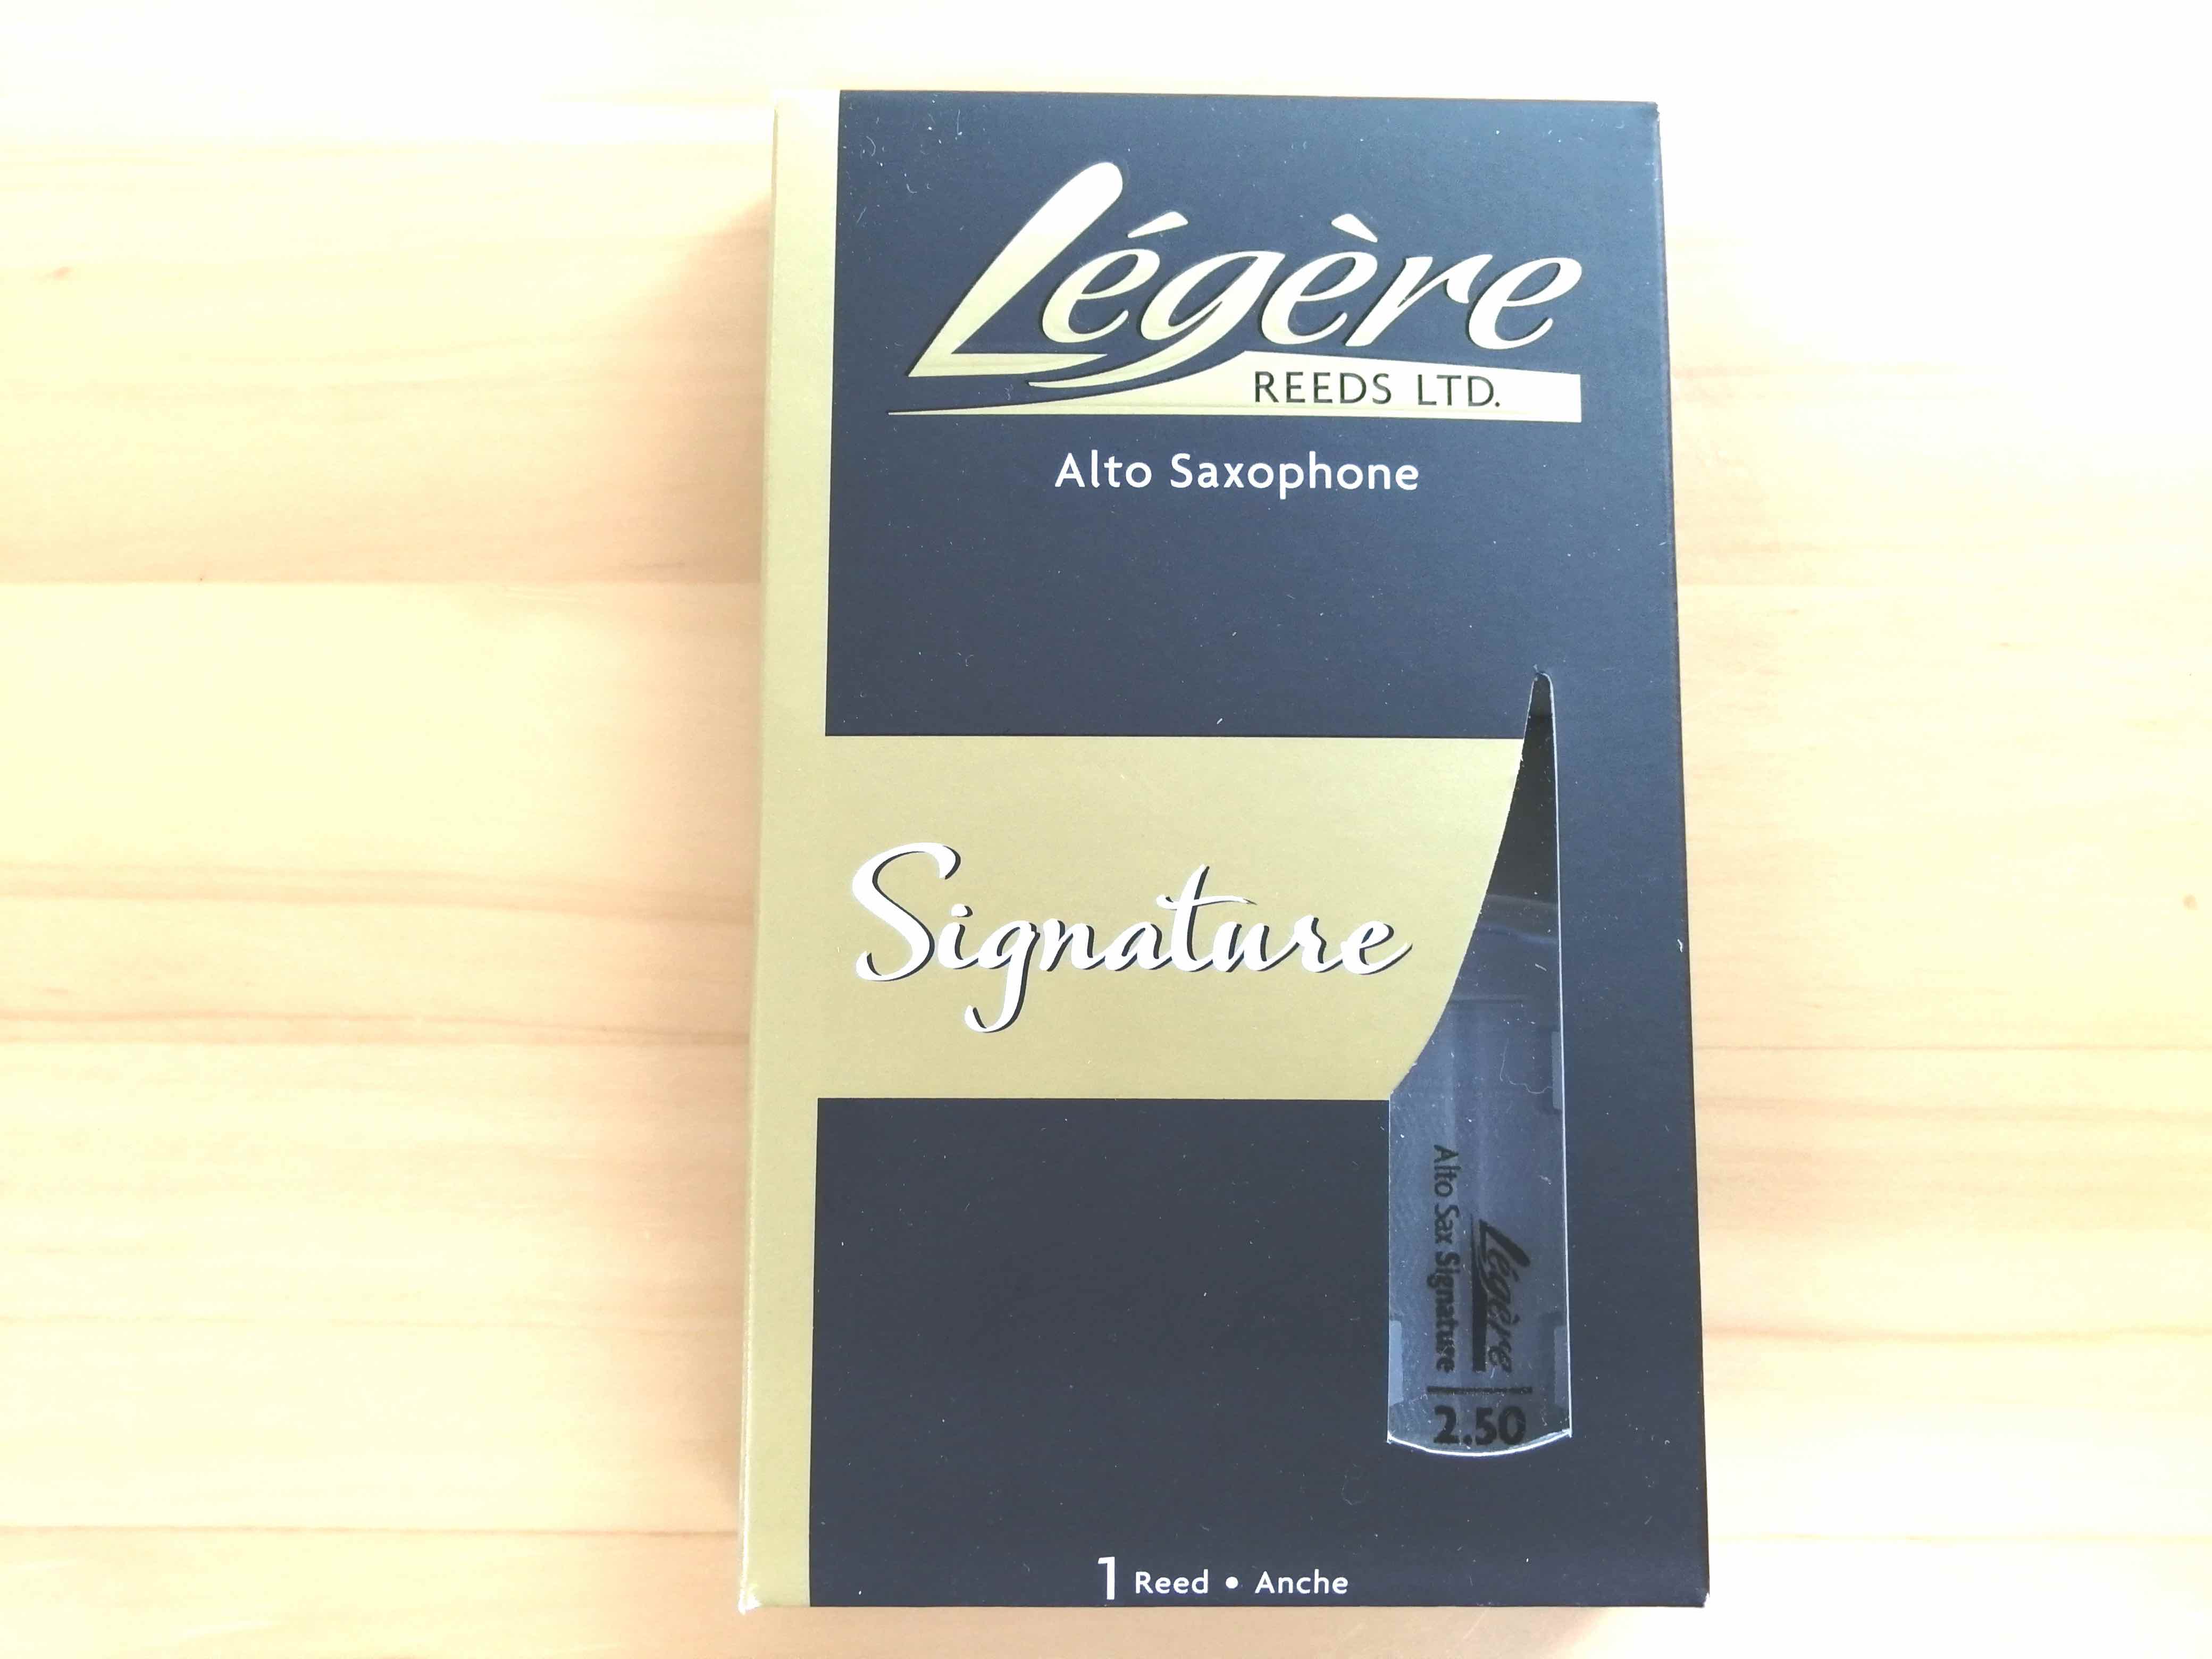 Légère
REEDS LTD.
Alto Saxophone
Signature
Légère
Alto Sax Signature
2.50
1 Reed • Anche